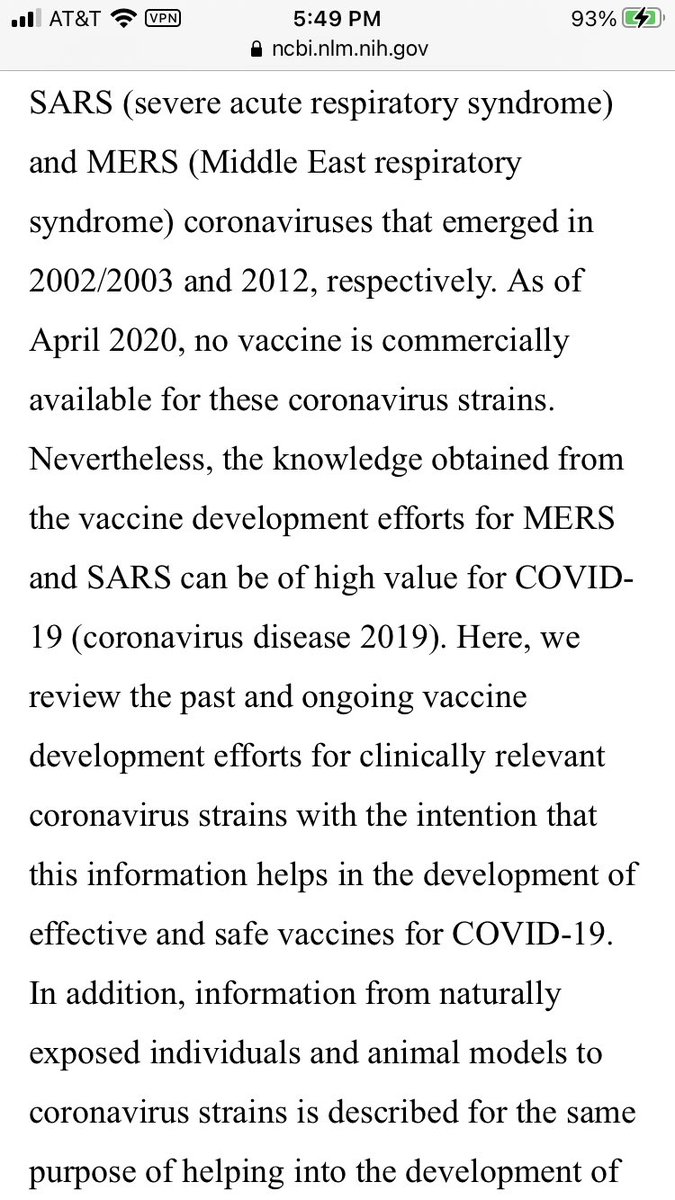 AT&T VPN 5:49 PM 93%
ncbi.nlm.nih.gov
SARS (severe acute respiratory syndrome)
and MERS (Middle East respiratory
syndrome) coronaviruses that emerged in
2002/2003 and 2012, respectively. As of
April 2020, no vaccine is commercially
available for these coronavirus strains.
Nevertheless, the knowledge obtained from
the vaccine development efforts for MERS
and SARS can be of high value for COVID-
19 (coronavirus disease 2019). Here, we
review the past and ongoing vaccine
development efforts for clinically relevant
coronavirus strains with the intention that
this information helps in the development of
effective and safe vaccines for COVID-19.
In addition, information from naturally
exposed individuals and animal models to
coronavirus strains is described for the same
purpose of helping into the development of